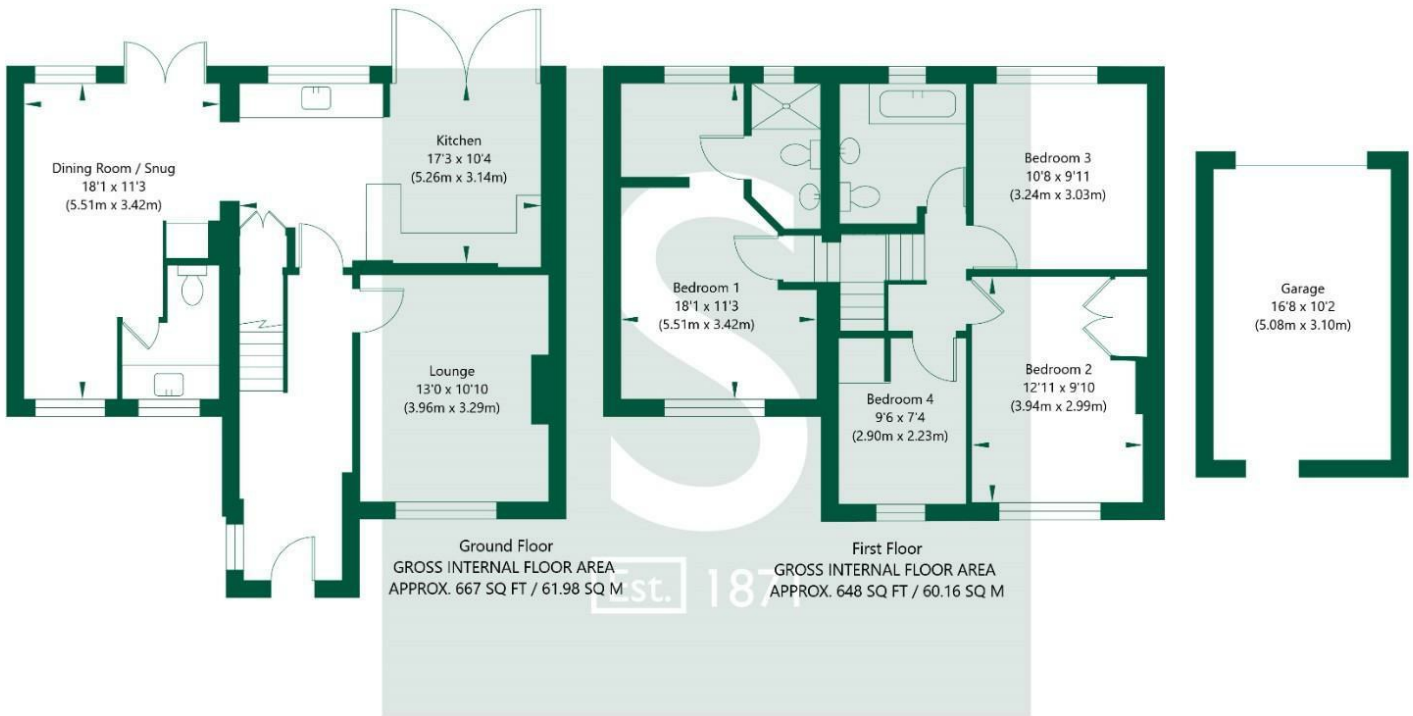 Dining Room / Snug
18'1 x 11'3
(5.51m x 3.42m)
Kitchen
17'3 x 10'4
(5.26m x 3.14m)
Lounge
13'0 x 10'10
(3.96m x 3.29m)
Ground Floor
GROSS INTERNAL FLOOR AREA
APPROX. 667 SQ FT / 61.98 SQ M
Bedroom 1
18'1 x 11'3
(5.51m x 3.42m)
Bedroom 3
10'8 x 9'11
(3.24m x 3.03m)
Bedroom 2
12'11 x 9'10
(3.94m x 2.99m)
Bedroom 4
9'6 x 7'4
(2.90m x 2.23m)
First Floor
GROSS INTERNAL FLOOR AREA
APPROX. 648 SQ FT / 60.16 SQ M
Garage
16'8 x 10'2
(5.08m x 3.10m)
S
Est. 1871